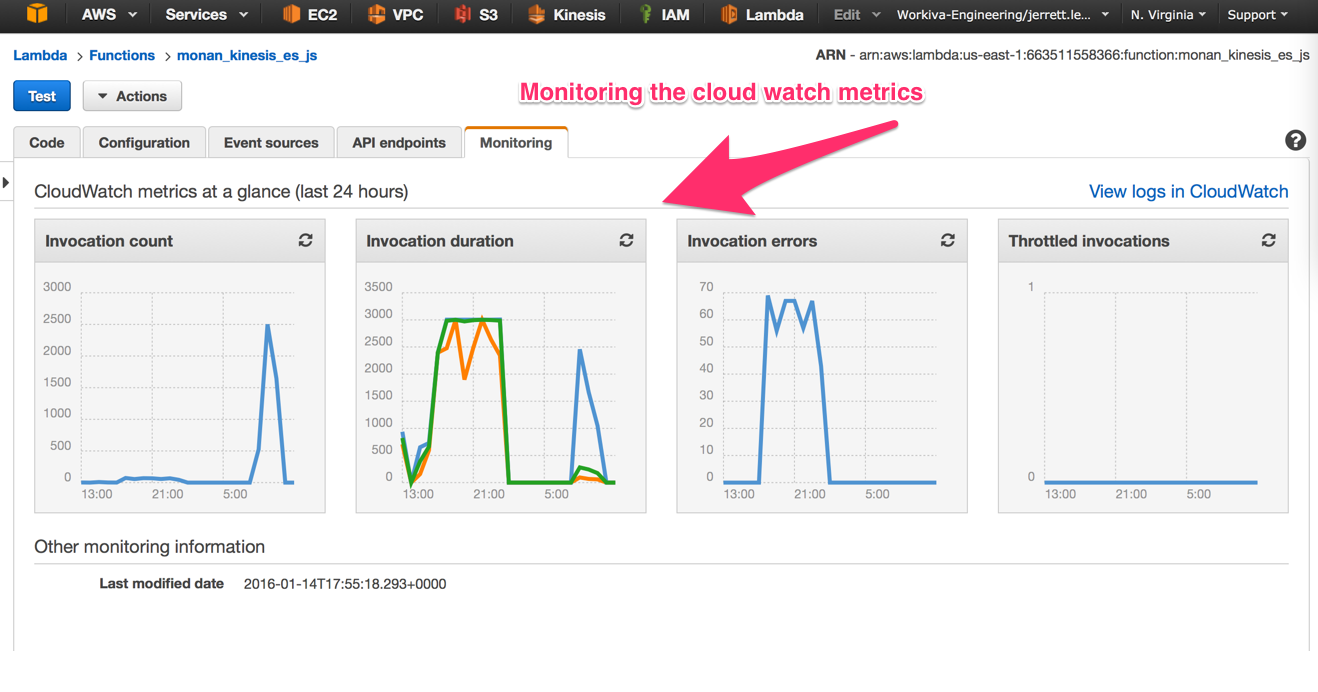 AWS Services EC2 VPC S3 Kinesis IAM Lambda Edit Workiva-Engineering/jerrett.le... N. Virginia Support
Lambda > Functions > monan_kinesis_es_js
ARN - arn:aws:lambda:us-east-1:663511558366:function:monan_kinesis_es_js
Test Actions
Monitoring the cloud watch metrics
Code Configuration Event sources API endpoints Monitoring
?
CloudWatch metrics at a glance (last 24 hours)
View logs in CloudWatch
Invocation count
3000
2500
2000
1500
1000
500
0
13:00 21:00 5:00
Invocation duration
3500
3000
2500
2000
1500
1000
500
0
13:00 21:00 5:00
Invocation errors
70
60
50
40
30
20
10
0
13:00 21:00 5:00
Throttled invocations
1
0
13:00 21:00 5:00
Other monitoring information
Last modified date 2016-01-14T17:55:18.293+0000